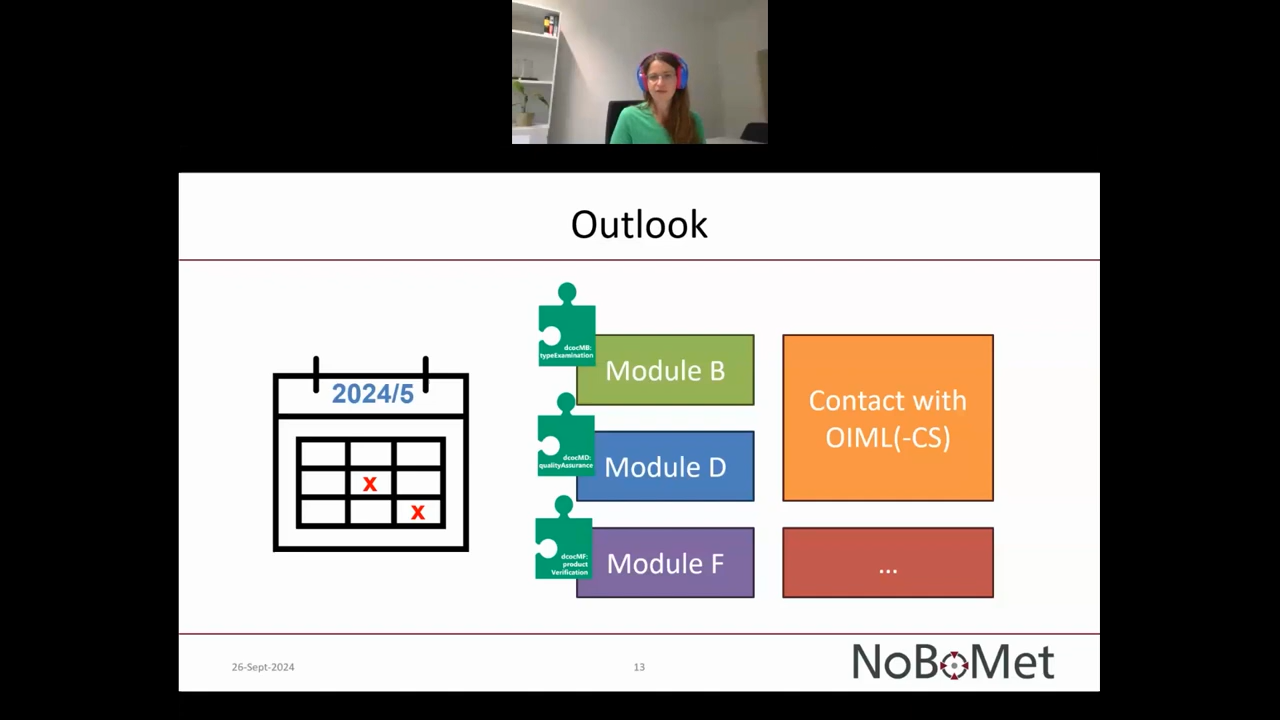 Outlook
2024/5
x
x
dcocMB:
typeExamination
Module B
dcocMD:
qualityAssurance
Module D
dcocMF:
product
Verification
Module F
Contact with
OIML(-CS)
...
26-Sept-2024
13
NoBoMet